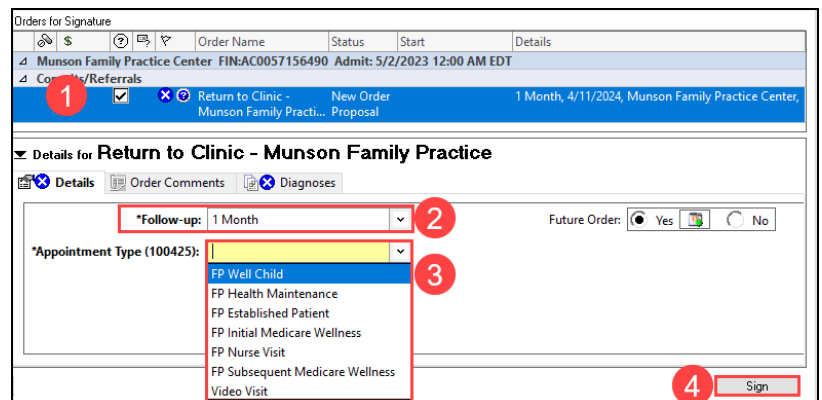 Orders for Signature
$ Order Name Status Start Details
Munson Family Practice Center FIN:AC0057156490 Admit: 5/2/2023 12:00 AM EDT
/Referrals
1
Return to Clinic - New Order 1 Month, 4/11/2024, Munson Family Practice Center,
Munson Family Practi... Proposal
Details for Return to Clinic - Munson Family Practice
Details Order Comments Diagnoses
*Follow-up: 1 Month 2 Future Order: Yes No
*Appointment Type (100425): 3
FP Well Child
FP Health Maintenance
FP Established Patient
FP Initial Medicare Wellness
FP Nurse Visit
FP Subsequent Medicare Wellness
Video Visit
4 Sign